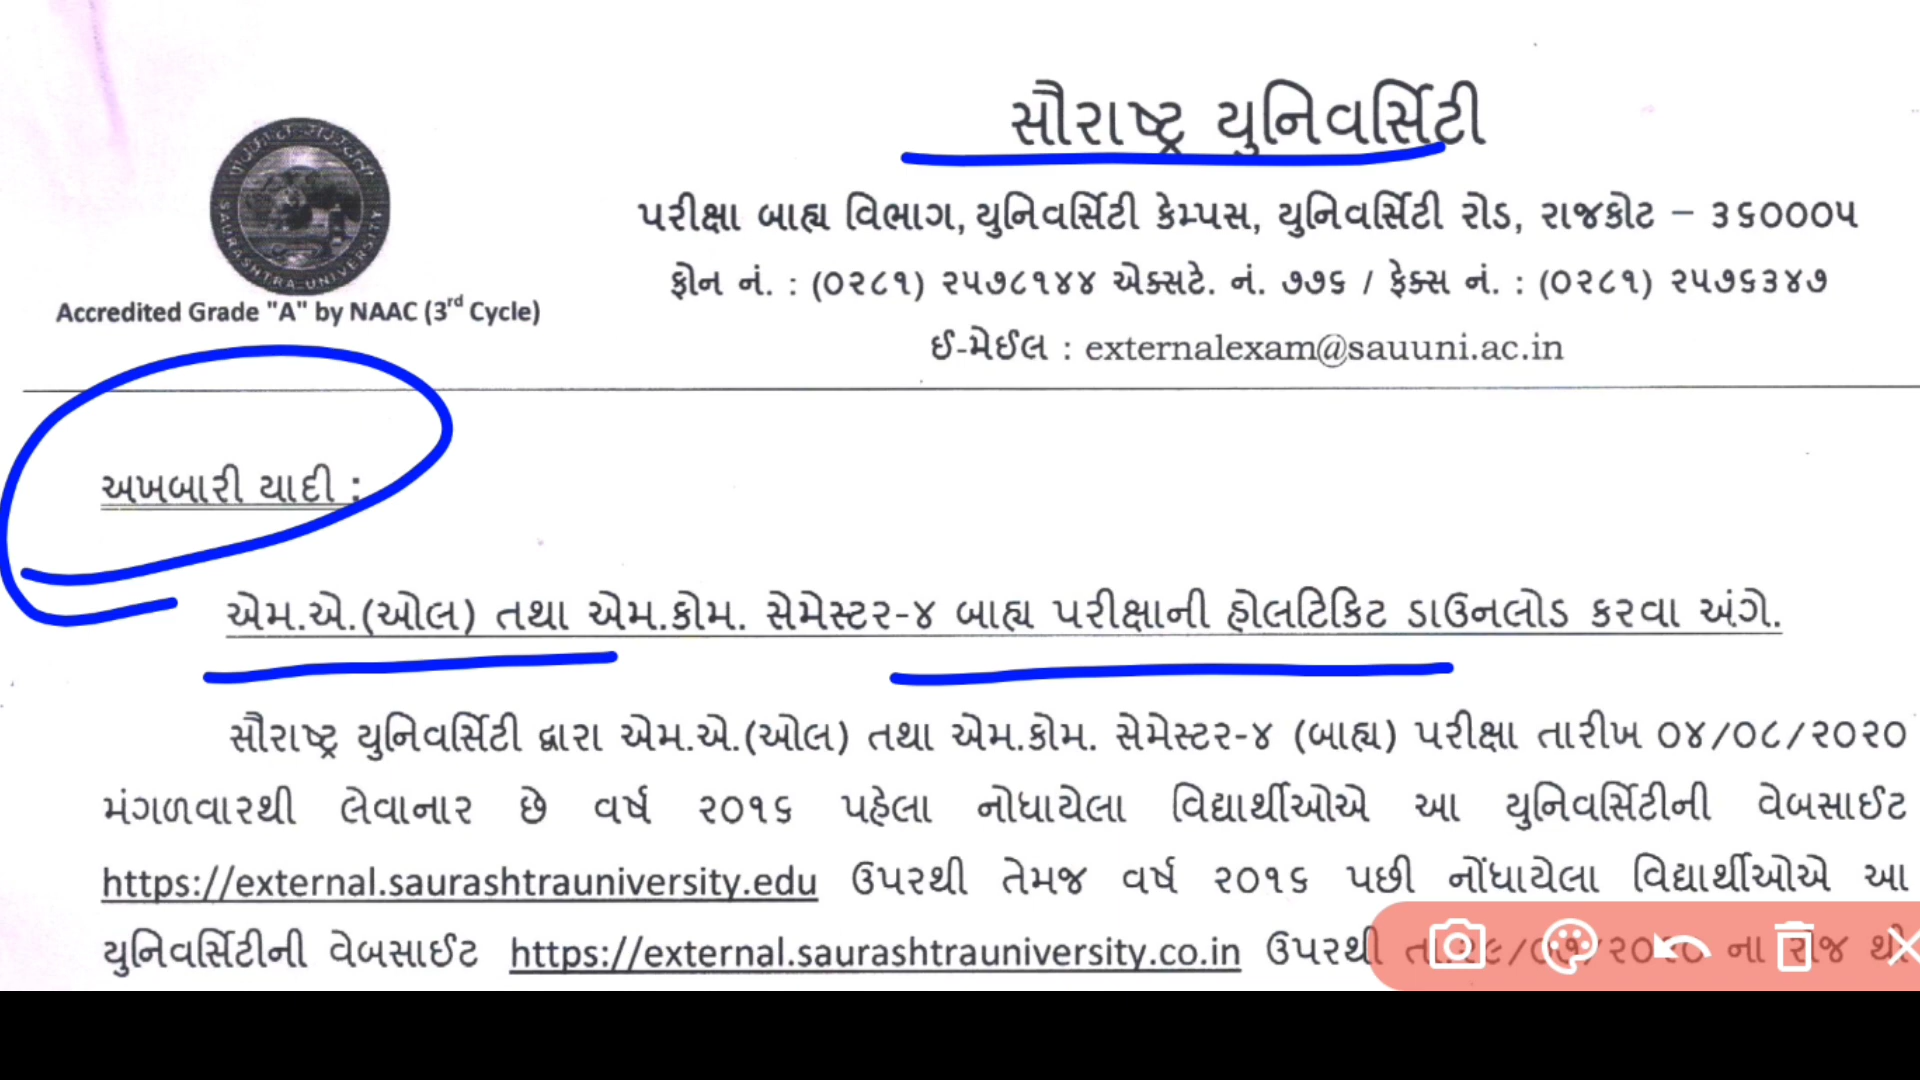 સૌરાષ્ટ્ર યુનિવર્સિટી
પરીક્ષા બાહ્ય વિભાગ, યુનિવર્સિટી કેમ્પસ, યુનિવર્સિટી રોડ, રાજકોટ – ૩૬૦૦૦૫
ફોન નં. : (૦૨૮૧) ૨૫૭૮૧૪૪ એક્સટે. નં. ૭૭૬ / ફેક્સ નં. : (૦૨૮૧) ૨૫૭૬૩૪૭
ઈ-મેઈલ : externalexam@sauuni.ac.in
SAURASHTRA UNIVERSITY
Accredited Grade "A" by NAAC (3rd Cycle)
અખબારી યાદી :
એમ.એ.(ઓલ) તથા એમ.કોમ. સેમેસ્ટર-૪ બાહ્ય પરીક્ષાની હોલટિકિટ ડાઉનલોડ કરવા અંગે.
સૌરાષ્ટ્ર યુનિવર્સિટી દ્વારા એમ.એ.(ઓલ) તથા એમ.કોમ. સેમેસ્ટર-૪ (બાહ્ય) પરીક્ષા તારીખ ૦૪/૦૮/૨૦૨૦
મંગળવારથી લેવાનાર છે વર્ષ ૨૦૧૬ પહેલા નોધાયેલા વિદ્યાર્થીઓએ આ યુનિવર્સિટીની વેબસાઈટ
https://external.saurashtrauniversity.edu ઉપરથી તેમજ વર્ષ ૨૦૧૬ પછી નોંધાયેલા વિદ્યાર્થીઓએ આ
યુનિવર્સિટીની વેબસાઈટ https://external.saurashtrauniversity.co.in ઉપરથી ના રોજ થી